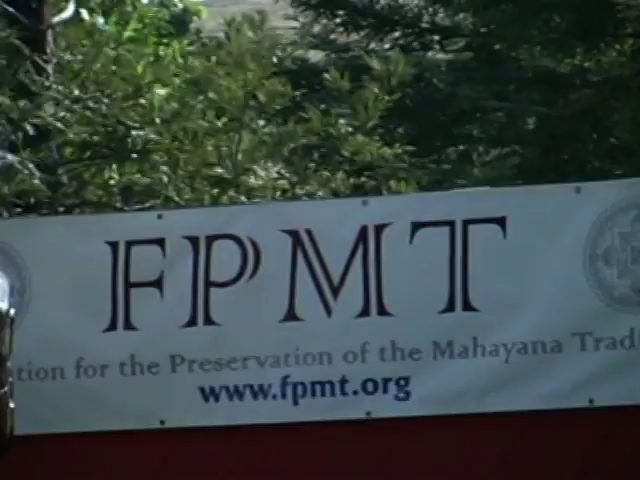 FPMT
tion for the Preservation of the Mahayana Trad
www.fpmt.org